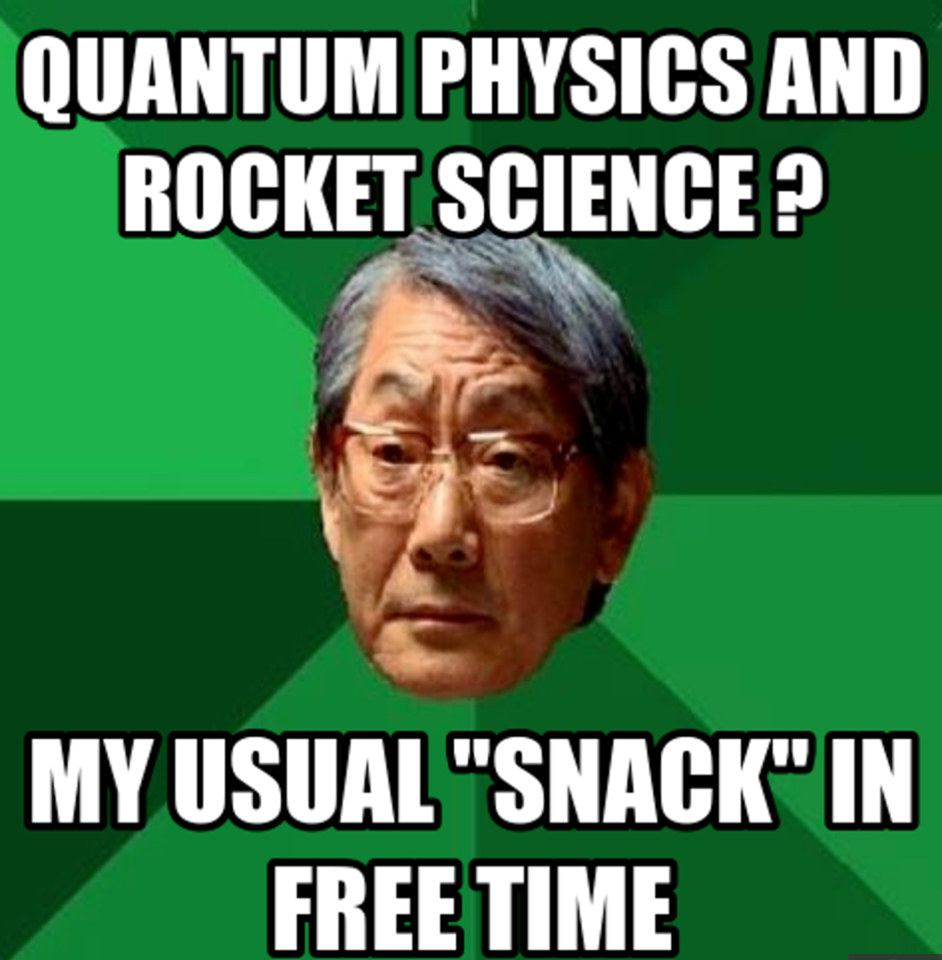 QUANTUM PHYSICS AND
ROCKET SCIENCE ?
MY USUAL "SNACK" IN
FREE TIME